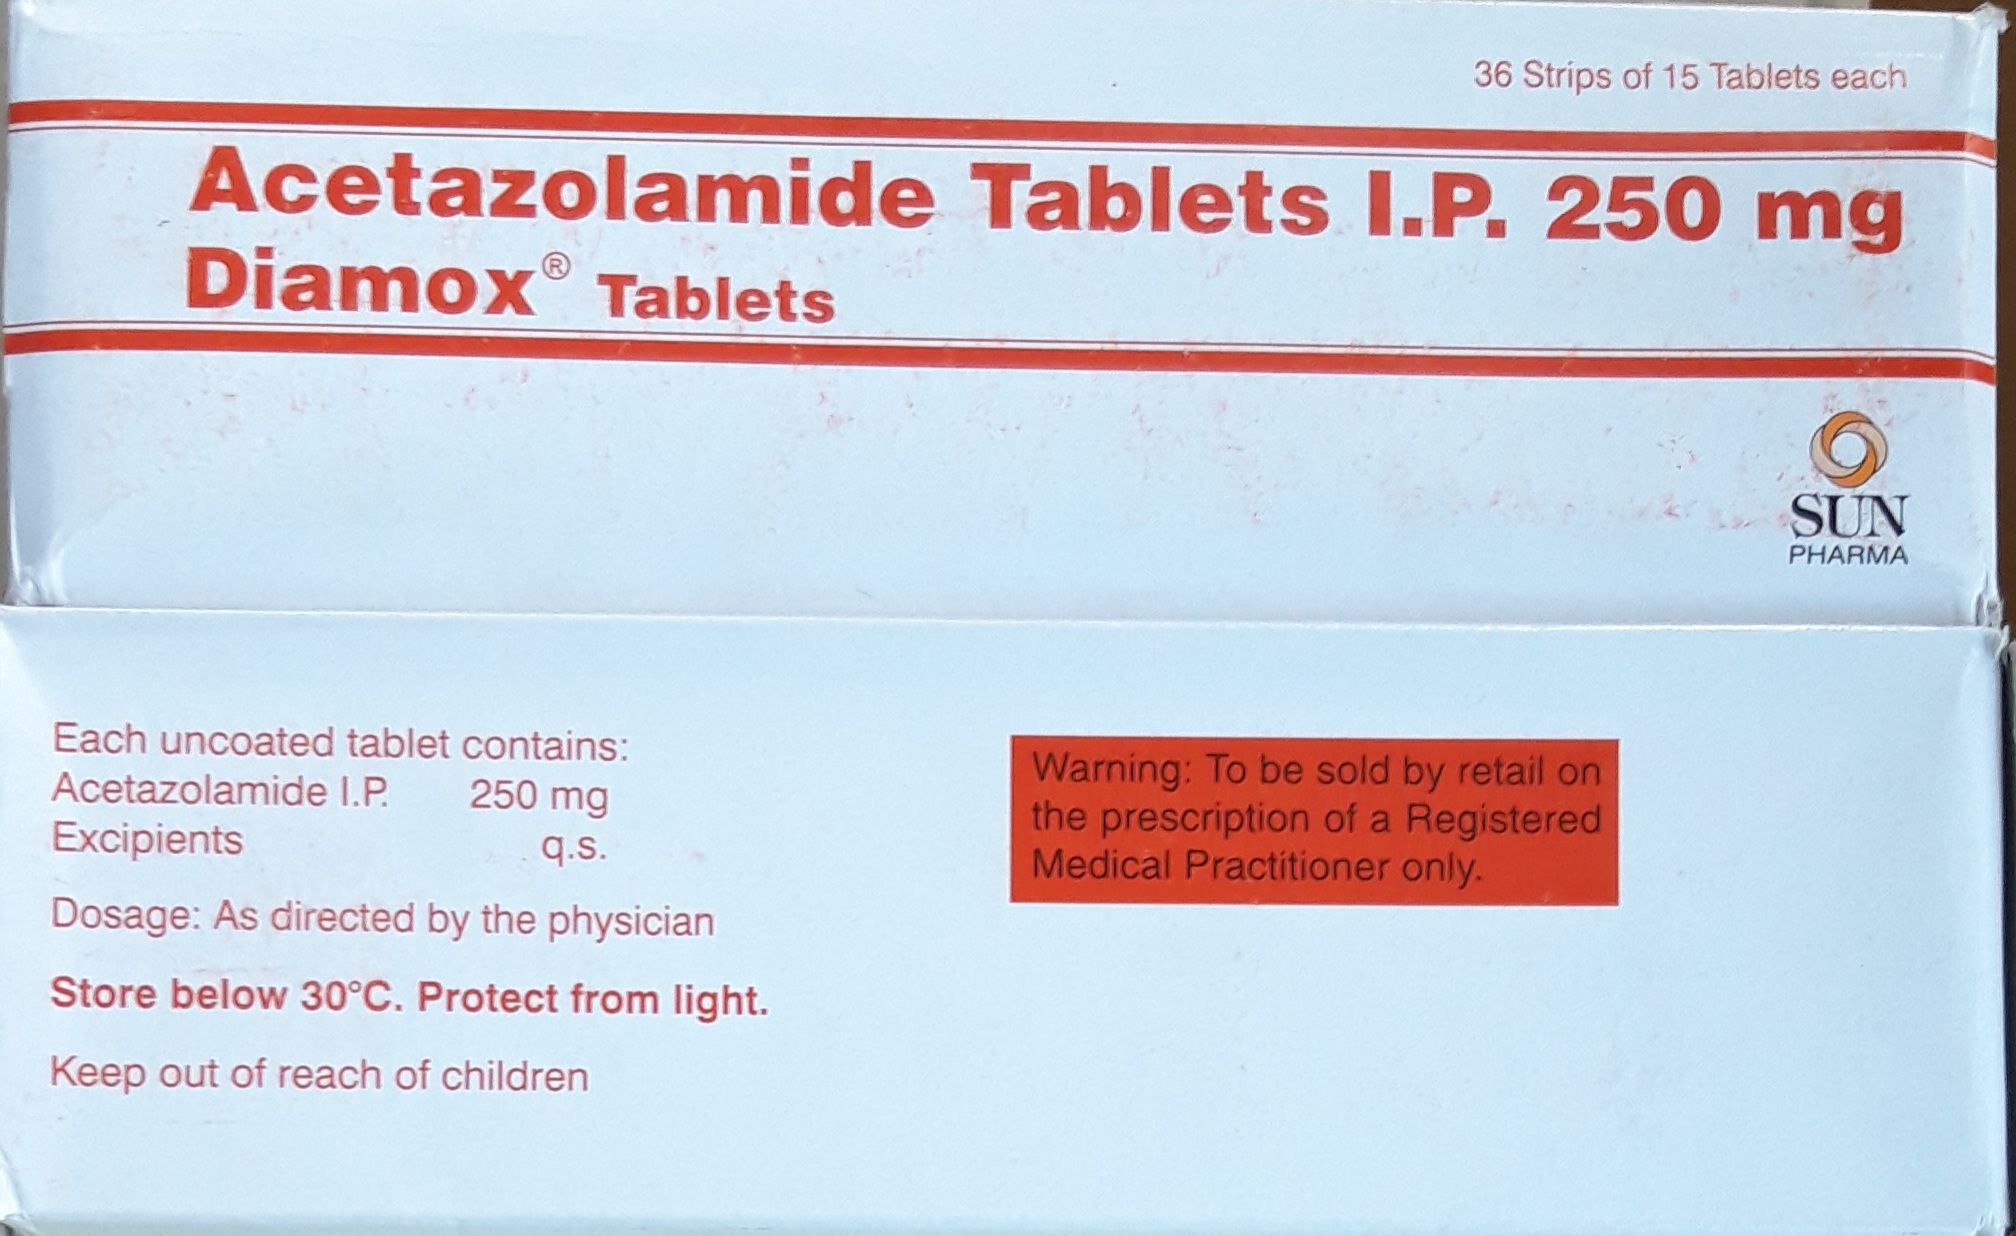 36 Strips of 15 Tablets each
Acetazolamide Tablets I.P. 250 mg
Diamox® Tablets
SUN
PHARMA
Each uncoated tablet contains:
Acetazolamide I.P. 250 mg
Excipients q.s.
Dosage: As directed by the physician
Store below 30°C. Protect from light.
Keep out of reach of children
Warning: To be sold by retail on
the prescription of a Registered
Medical Practitioner only.